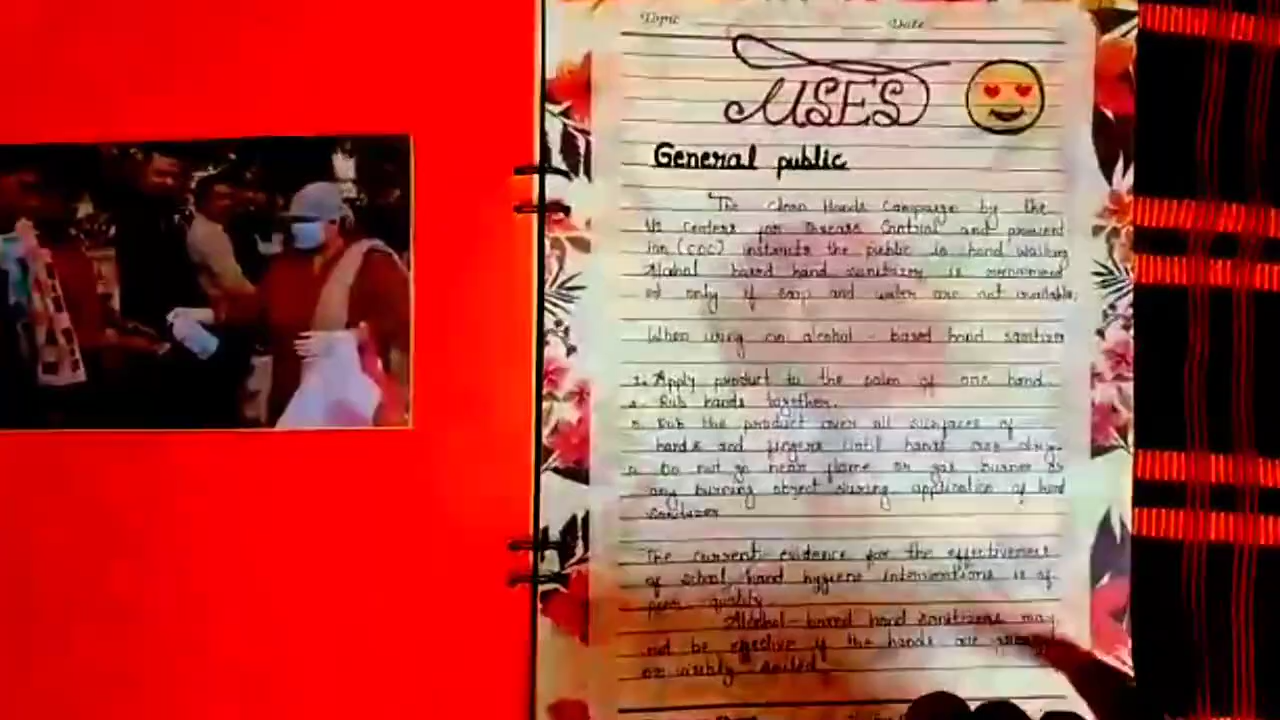 Topic Date
USES
General public
The Clean Hands Campaign by the
US Centers for Disease Control and prevent
ion (CDC) instructs the public in hand washing
Alcohol based hand sanitizer is recommend
ed only if soap and water are not available.
When using an alcohol - based hand sanitizer
1. Apply product to the palm of one hand.
Rub hands together.
Rub the product over all surfaces of
hands and fingers until hands are dry.
Do not go near flame or gas burner or
any burning object during application of hand
sanitizer
The current evidence for the effectiveness
of school hand hygiene interventions is of
poor quality.
Alcohol-based hand sanitizers may
not be effective if the hands are greasy
or visibly soiled